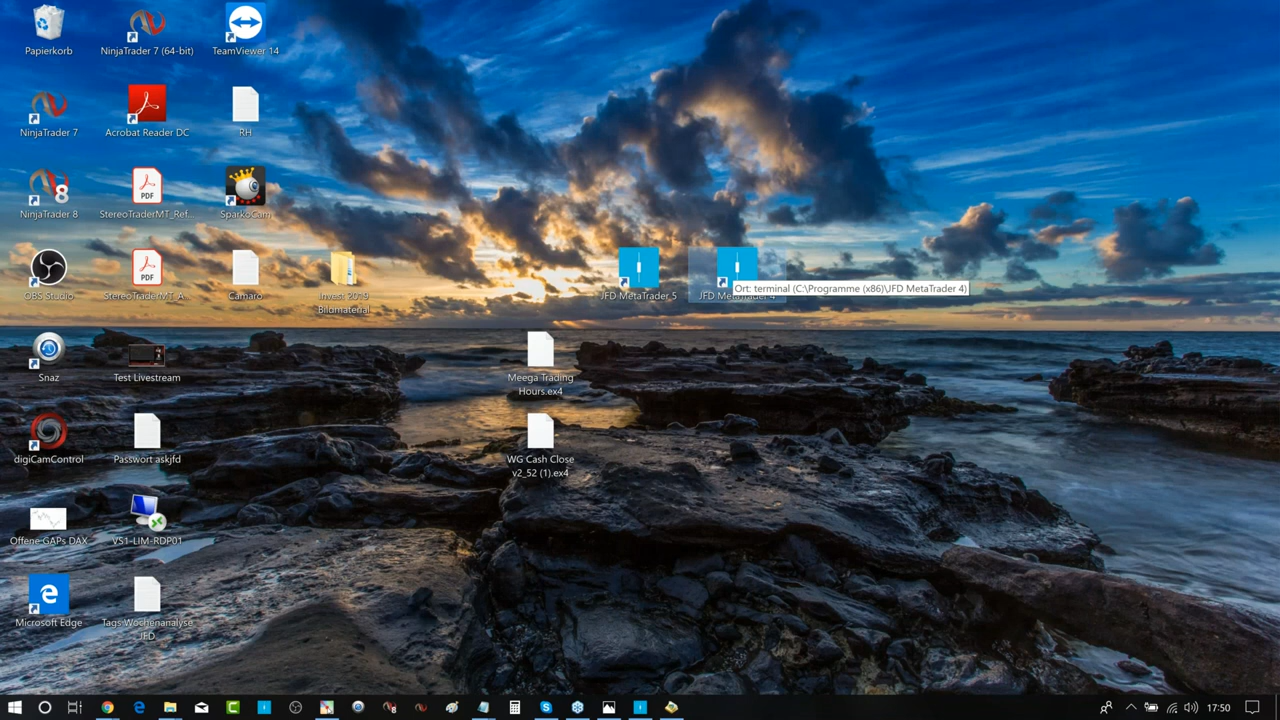 Papierkorb
NinjaTrader 7 (64-bit)
TeamViewer 14
NinjaTrader 7
Acrobat Reader DC
RH
NinjaTrader 8
StereoTraderMT_Ref...
SparkoCam
OBS Studio
StereoTraderMT_A...
Camaro
Invest 2019
Bildmaterial
JFD MetaTrader 5
JFD MetaTrader 4
Ort: terminal (C:\Programme (x86)\JFD MetaTrader 4)
Snaz
Test Livestream
Meega Trading
Hours.ex4
digiCamControl
Passwort askjfd
WG Cash Close
v2_52 (1).ex4
Offene GAPs DAX
VS1-LIM-RDP01
Microsoft Edge
Tags Wochenanalyse
JFD
PDF
PDF
8
17:50